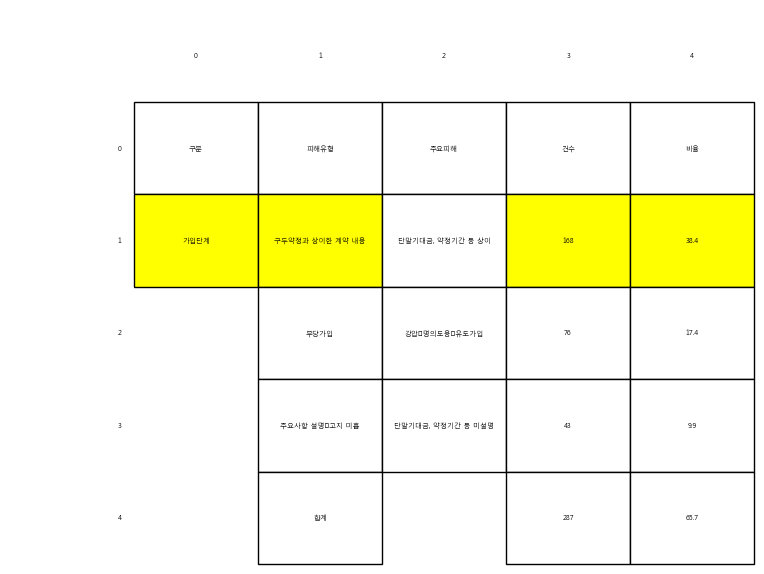 0 1 2 3 4
0 구분 피해유형 주요피해 건수 비율
1 가입단계 구두약정과 상이한 계약 내용 단말기대금, 약정기간 등 상이 168 38.4
2 부당가입 강압□명의도용□유도가입 76 17.4
3 주요사항 설명□고지 미흡 단말기대금, 약정기간 등 미설명 43 9.9
4 합계 287 65.7